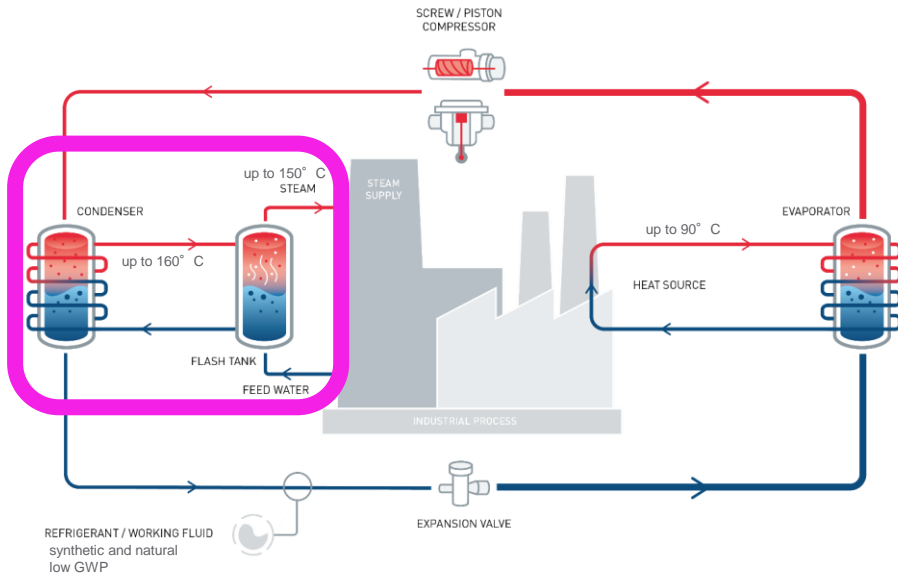 SCREW / PISTON
COMPRESSOR
up to 150° C
STEAM
STEAM
SUPPLY
CONDENSER
EVAPORATOR
up to 160° C
up to 90° C
HEAT SOURCE
FLASH TANK
FEED WATER
INDUSTRIAL PROCESS
EXPANSION VALVE
REFRIGERANT / WORKING FLUID
synthetic and natural
low GWP